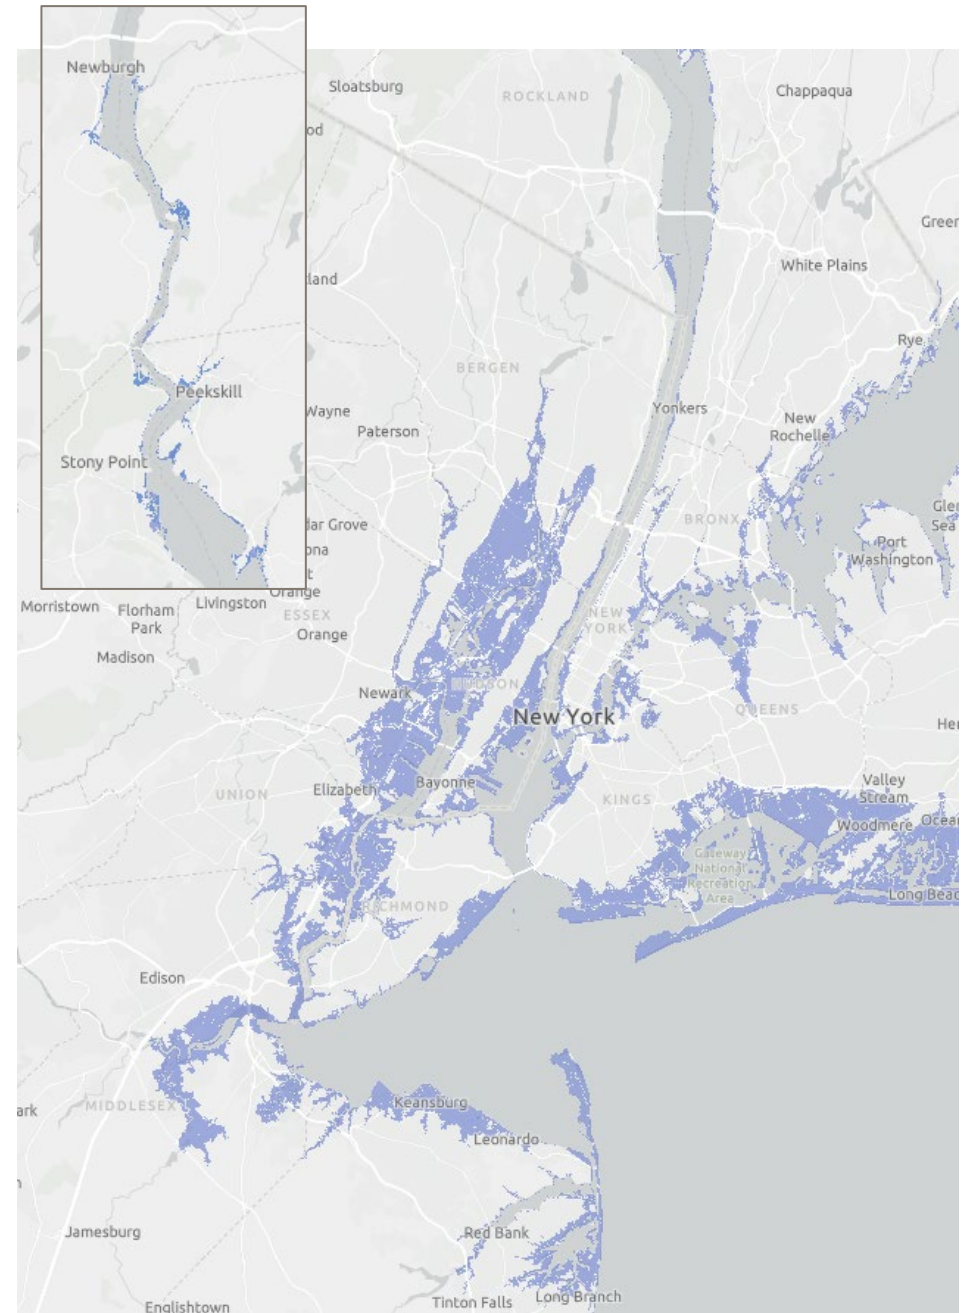 Newburgh
Sloatsburg
ROCKLAND
Chappaqua
White Plains
Rye
BERGEN
Peekskill
Yonkers
New
Rochelle
Wayne
Paterson
Stony Point
BRONX
Port
Washington
Morristown
Florham
Park
Livingston
Orange
ESSEX
Orange
Madison
NEW
YORK
Newark
HUDSON
New York
QUEENS
Elizabeth
Bayonne
UNION
KINGS
Valley
Stream
Woodmere
Gateway
National
Recreation
Area
Long Beac
RICHMOND
Edison
MIDDLESEX
Keansburg
Leonardo
Jamesburg
Red Bank
Englishtown
Tinton Falls
Long Branch